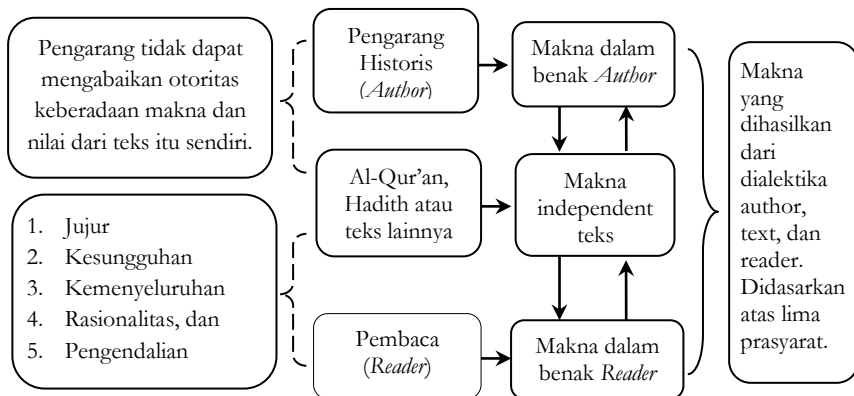 Pengarang tidak dapat
mengabaikan otoritas
keberadaan makna dan
nilai dari teks itu sendiri.
1. Jujur
2. Kesungguhan
3. Kemenyeluruhan
4. Rasionalitas, dan
5. Pengendalian
Pengarang
Historis
(Author)
Al-Qur’an,
Hadith atau
teks lainnya
Pembaca
(Reader)
Makna dalam
benak Author
Makna
independent
teks
Makna dalam
benak Reader
Makna
yang
dihasilkan
dari
dialektika
author,
text, dan
reader.
Didasarkan
atas lima
prasyarat.